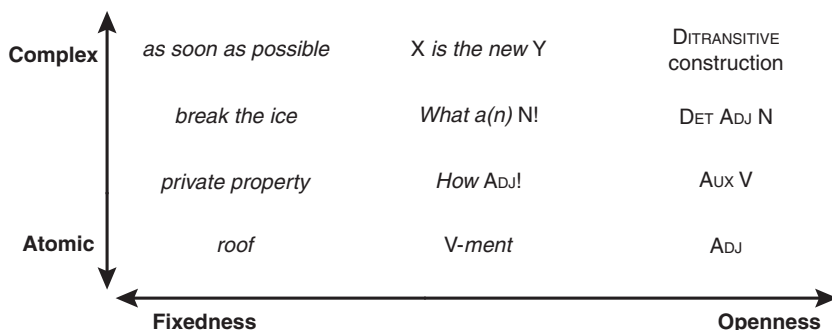 Complex as soon as possible X is the new Y DITRANSITIVE
construction
break the ice What a(n) N! DET ADJ N
private property How ADJ! AUX V
Atomic roof V-ment ADJ
Fixedness Openness